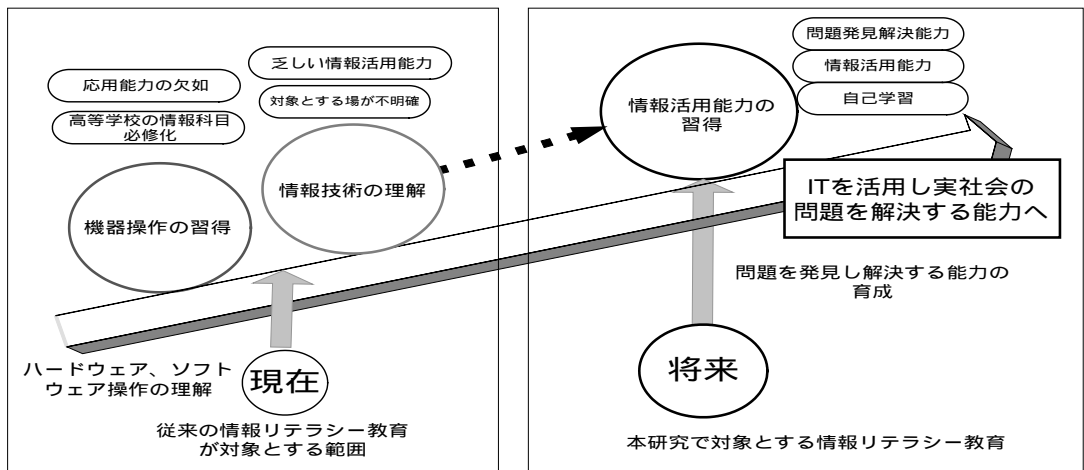 乏しい情報活用能力
応用能力の欠如
対象とする場が不明確
高等学校の情報科目
必修化
情報技術の理解
機器操作の習得
ハードウェア、ソフト
ウェア操作の理解
現在
従来の情報リテラシー教育
が対象とする範囲
問題発見解決能力
情報活用能力
自己学習
情報活用能力の
習得
ITを活用し実社会の
問題を解決する能力へ
問題を発見し解決する能力の
育成
将来
本研究で対象とする情報リテラシー教育